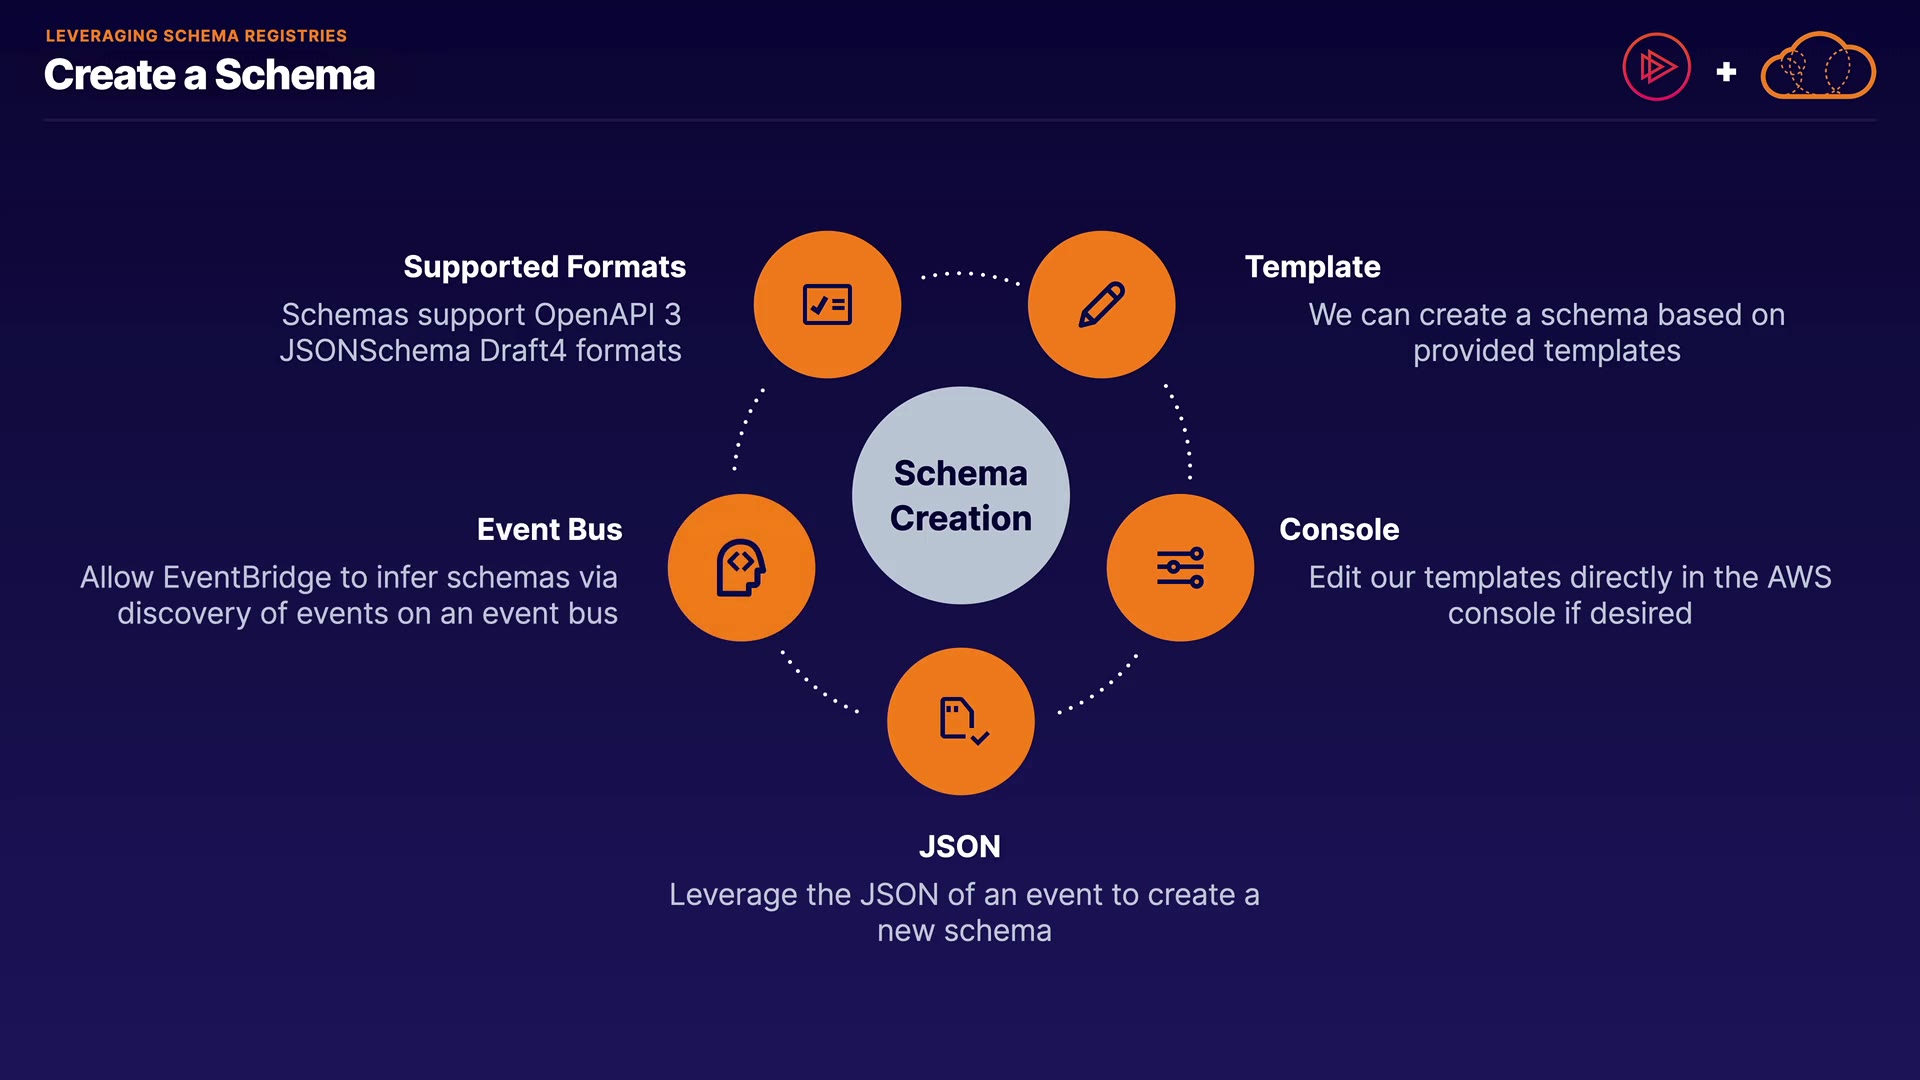 LEVERAGING SCHEMA REGISTRIES
Create a Schema
Supported Formats
Schemas support OpenAPI 3
JSONSchema Draft4 formats
Template
We can create a schema based on
provided templates
Schema
Creation
Event Bus
Allow EventBridge to infer schemas via
discovery of events on an event bus
Console
Edit our templates directly in the AWS
console if desired
JSON
Leverage the JSON of an event to create a
new schema